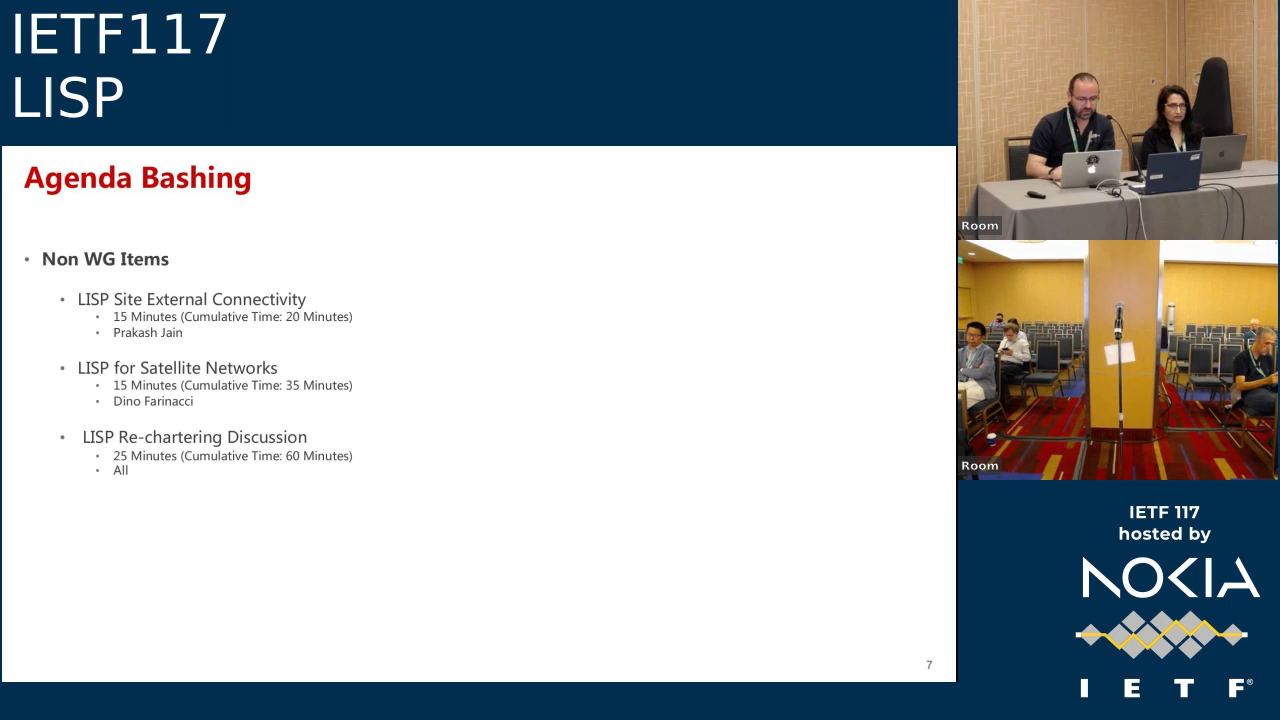 IETF117
LISP
Agenda Bashing
• Non WG Items
• LISP Site External Connectivity
• 15 Minutes (Cumulative Time: 20 Minutes)
• Prakash Jain
• LISP for Satellite Networks
• 15 Minutes (Cumulative Time: 35 Minutes)
• Dino Farinacci
• LISP Re-chartering Discussion
• 25 Minutes (Cumulative Time: 60 Minutes)
• All
7
Room
Room
IETF 117
hosted by
NOKIA
I E T F®